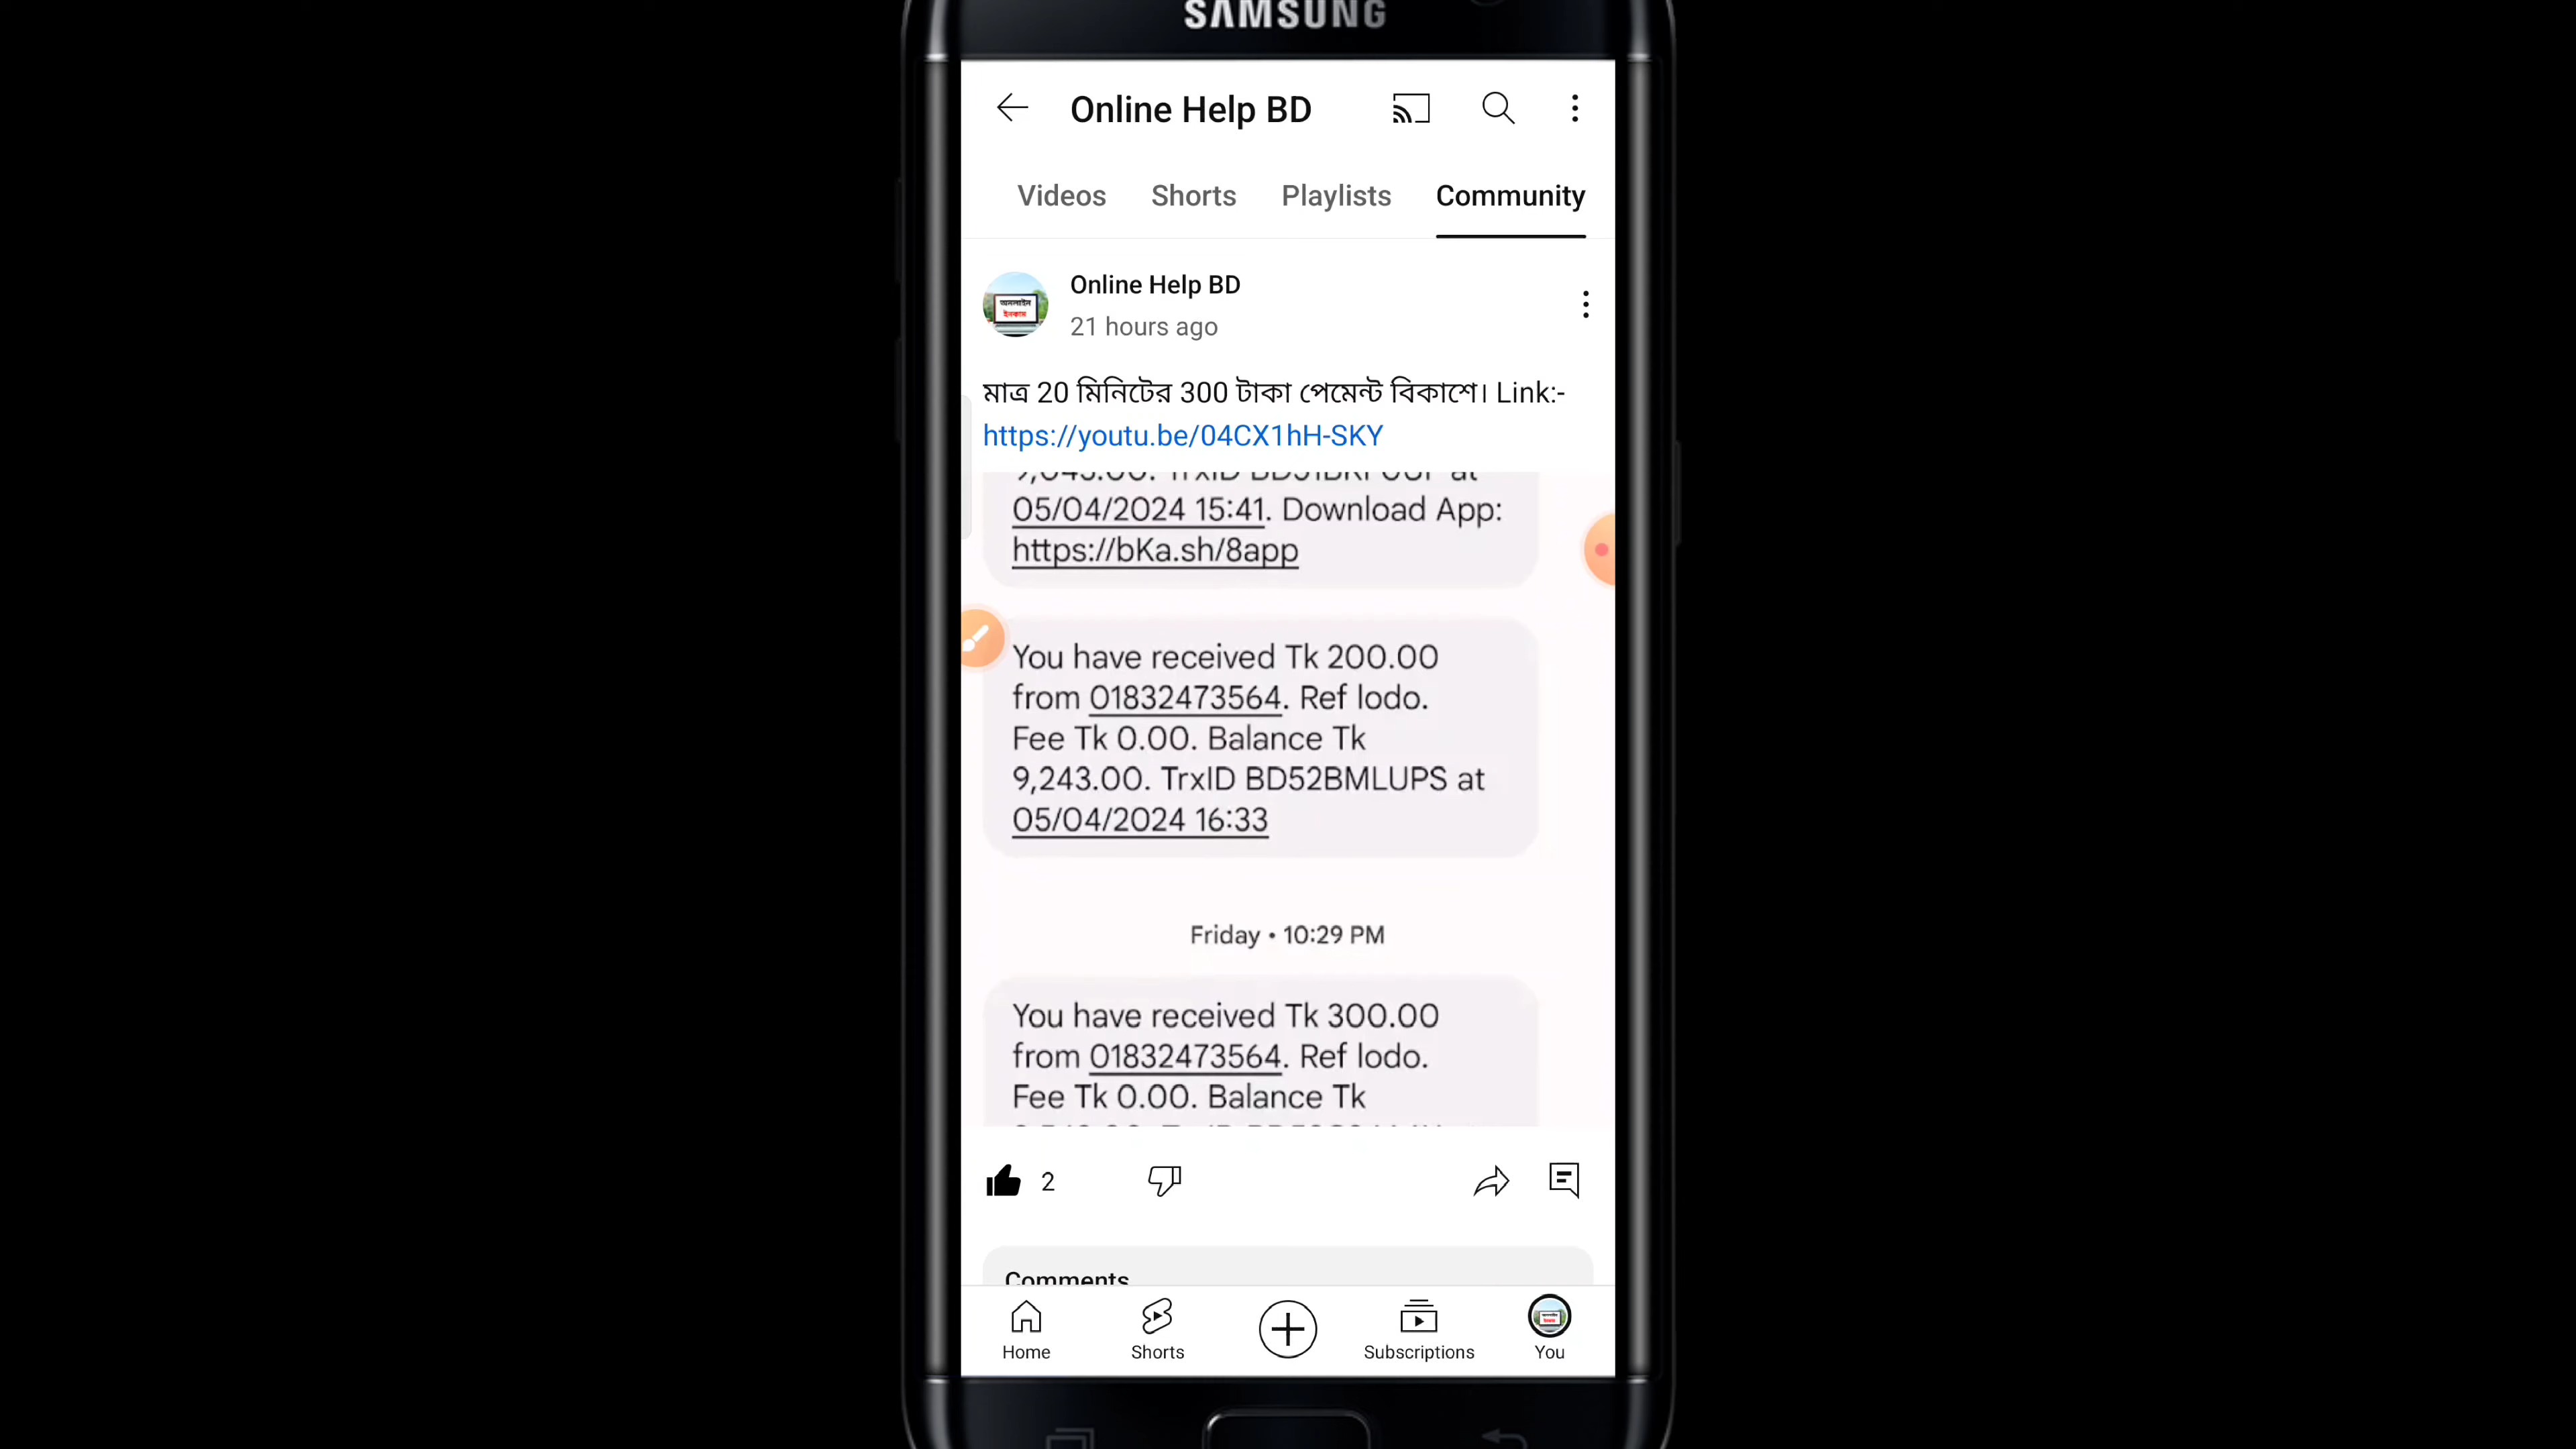 SAMSUNG
Online Help BD
Videos Shorts Playlists Community
Online Help BD
21 hours ago
মাত্র 20 মিনিটের 300 টাকা পেমেন্ট বিকাশে। Link:-
https://youtu.be/04CX1hH-SKY
05/04/2024 15:41. Download App:
https://bKa.sh/8app
You have received Tk 200.00
from 01832473564. Ref lodo.
Fee Tk 0.00. Balance Tk
9,243.00. TrxID BD52BMLUPS at
05/04/2024 16:33
Friday • 10:29 PM
You have received Tk 300.00
from 01832473564. Ref lodo.
Fee Tk 0.00. Balance Tk
2
Comments
Home Shorts Subscriptions You